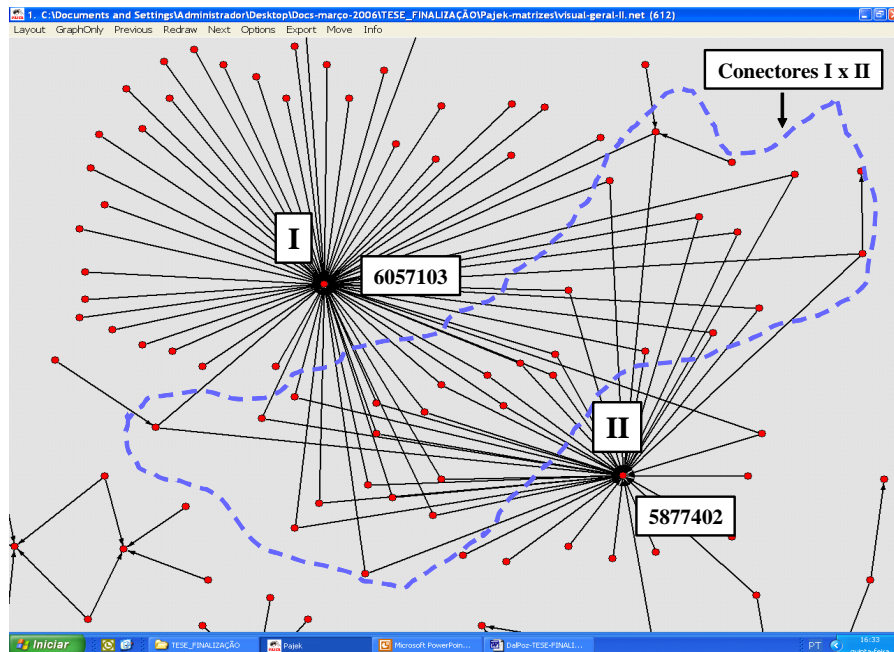 1. C:\Documents and Settings\Administrador\Desktop\Docs-março-2006\TESE_FINALIZAÇÃO\Pajek-matrizes\visual-geral-II.net (612)
Layout GraphOnly Previous Redraw Next Options Export Move Info
Conectores I x II
I
6057103
II
5877402
Iniciar
TESE_FINALIZAÇÃO
Pajek
Microsoft PowerPoin...
DalPoz-TESE-FINALI...
PT
16:33
quinta-feira